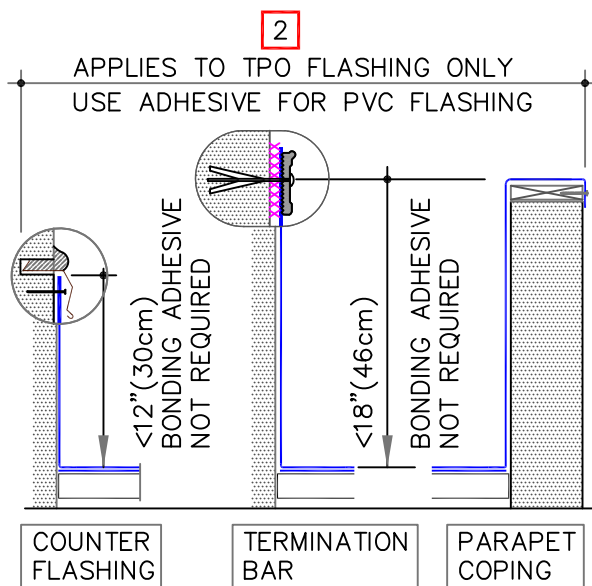 2
APPLIES TO TPO FLASHING ONLY
USE ADHESIVE FOR PVC FLASHING
<12"(30cm)
BONDING ADHESIVE
NOT REQUIRED
<18"(46cm)
BONDING ADHESIVE
NOT REQUIRED
COUNTER
FLASHING
TERMINATION
BAR
PARAPET
COPING